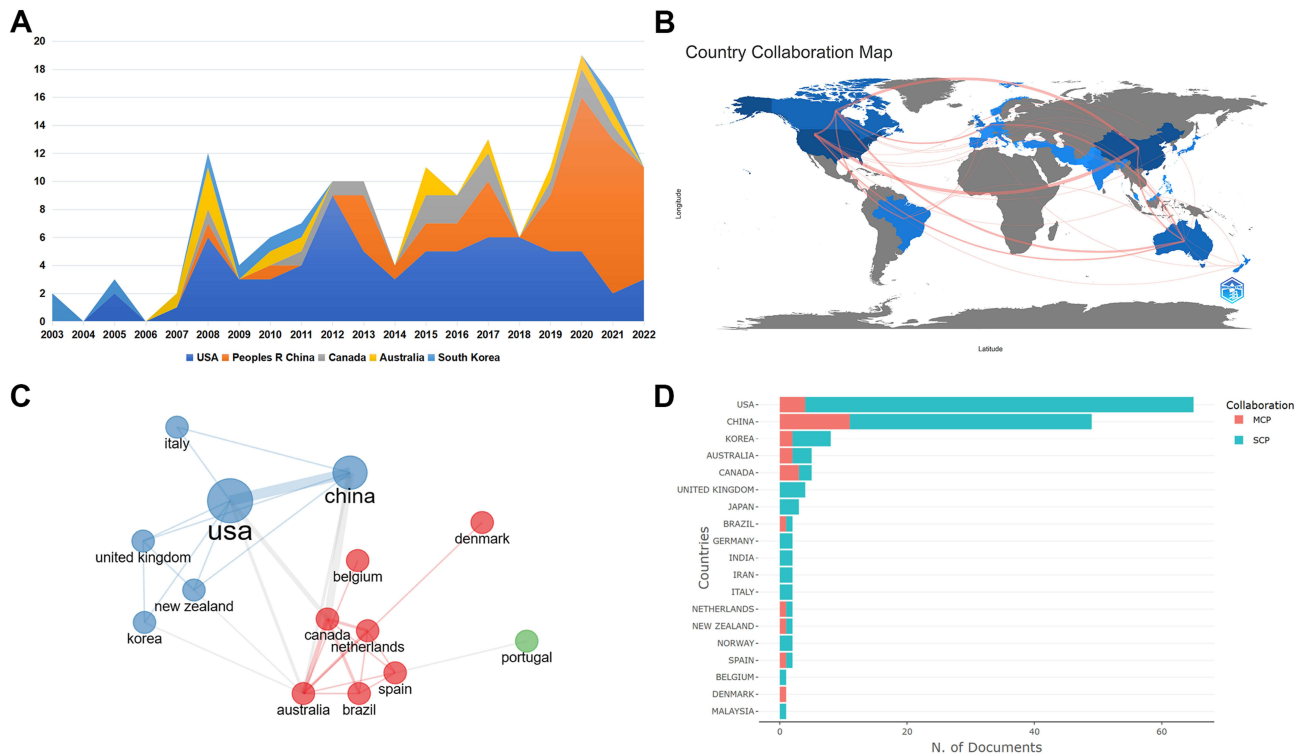 A
20
18
16
14
12
10
8
6
4
2
0
2003 2004 2005 2006 2007 2008 2009 2010 2011 2012 2013 2014 2015 2016 2017 2018 2019 2020 2021 2022
USA Peoples R China Canada Australia South Korea
B
Country Collaboration Map
Longitude
Latitude
C
italy
china
usa
denmark
united kingdom
belgium
new zealand
canada
netherlands
korea
portugal
spain
australia
brazil
D
USA
CHINA
KOREA
AUSTRALIA
CANADA
UNITED KINGDOM
JAPAN
BRAZIL
GERMANY
INDIA
IRAN
ITALY
NETHERLANDS
NEW ZEALAND
NORWAY
SPAIN
BELGIUM
DENMARK
MALAYSIA
Countries
0 20 40 60
N. of Documents
Collaboration
MCP
SCP